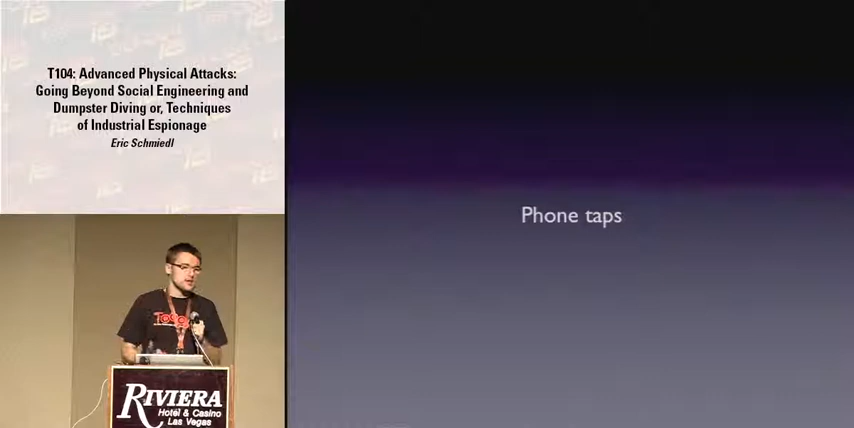 T104: Advanced Physical Attacks:
Going Beyond Social Engineering and
Dumpster Diving or, Techniques
of Industrial Espionage
Eric Schmiedl
Phone taps
RIVIERA
Hotel & Casino
Las Vegas